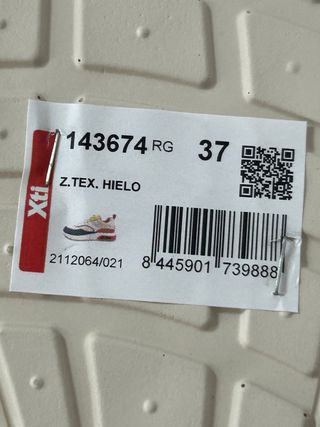 143674 RG 37
Z.TEX. HIELO
Xti
2112064/021
8 445901 739888